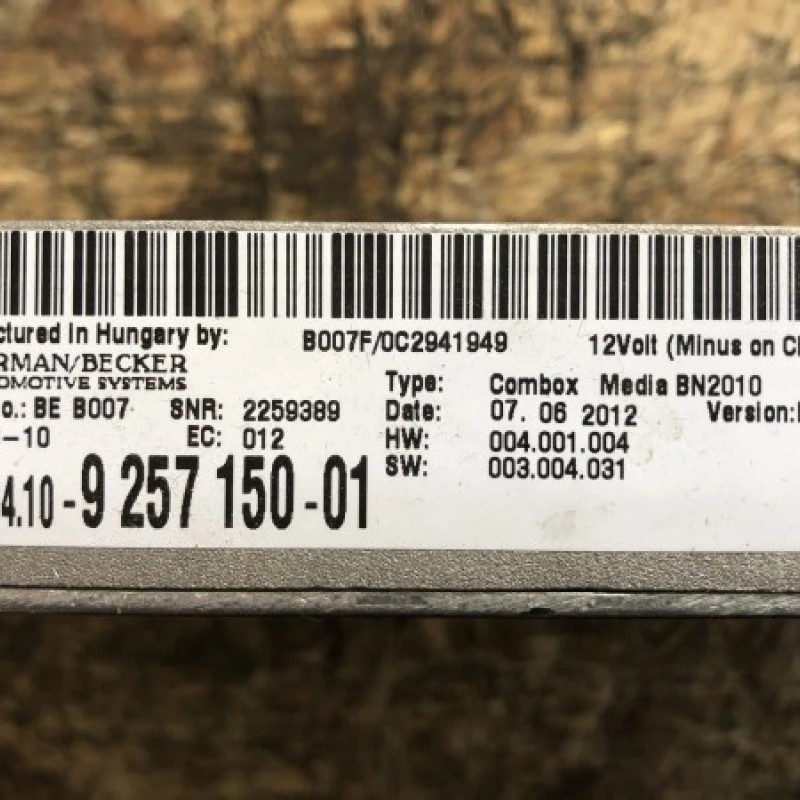 ctured in Hungary by: B007F/0C2941949 12Volt (Minus on C
RMAN/BECKER
OMOTIVE SYSTEMS Type: Combox Media BN2010
o.: BE B007 SNR: 2259389 Date: 07. 06 2012 Version:
-10 EC: 012 HW: 004.001.004
4.10-9 257 150-01 SW: 003.004.031